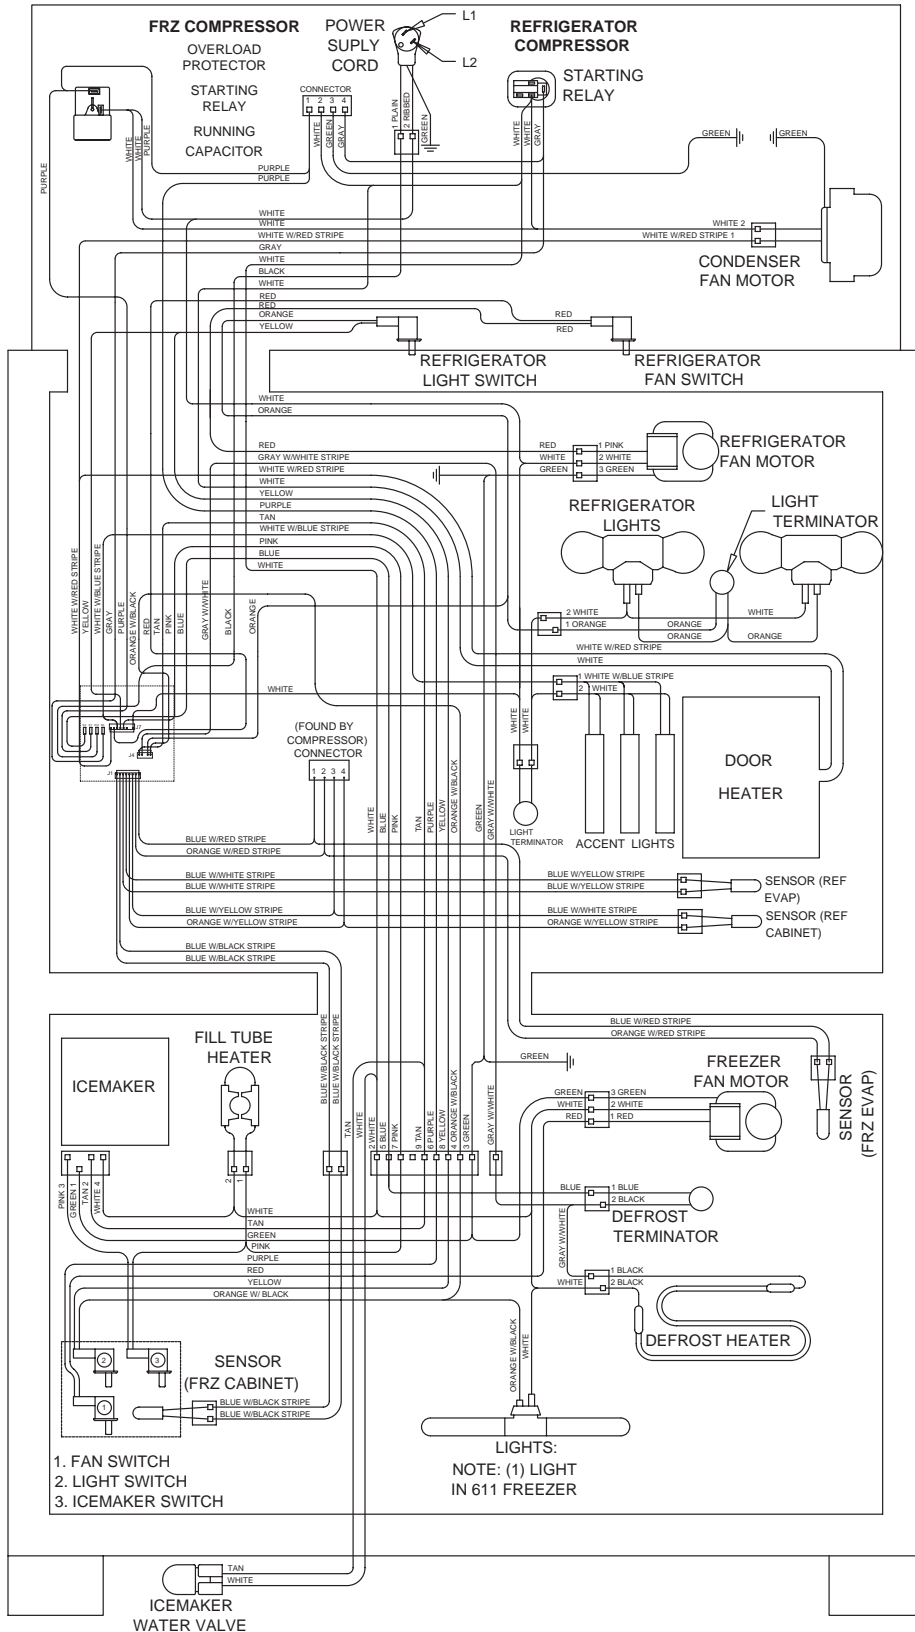 FRZ COMPRESSOR
OVERLOAD
PROTECTOR
STARTING
RELAY
RUNNING
CAPACITOR
POWER
SUPLY
CORD
L1
L2
REFRIGERATOR
COMPRESSOR
STARTING
RELAY
CONNECTOR
1 2 3 4
WHITE
GREEN
GRAY
1 PLAIN
2 RIBBED
GREEN
WHITE
WHITE
GRAY
GREEN
GREEN
WHITE
WHITE
PURPLE
PURPLE
PURPLE
PURPLE
WHITE
WHITE
WHITE W/RED STRIPE
GRAY
WHITE
BLACK
WHITE
RED
RED
ORANGE
YELLOW
WHITE 2
WHITE W/RED STRIPE 1
CONDENSER
FAN MOTOR
RED
RED
REFRIGERATOR
LIGHT SWITCH
REFRIGERATOR
FAN SWITCH
WHITE
ORANGE
RED
GRAY W/WHITE STRIPE
WHITE W/RED STRIPE
WHITE
YELLOW
PURPLE
TAN
WHITE W/BLUE STRIPE
PINK
BLUE
WHITE
RED
WHITE
GREEN
1 PINK
2 WHITE
3 GREEN
REFRIGERATOR
FAN MOTOR
REFRIGERATOR
LIGHTS
LIGHT
TERMINATOR
WHITE W/RED STRIPE
YELLOW
WHITE W/BLUE STRIPE
GRAY
PURPLE
ORANGE W/BLACK
RED
TAN
PINK
BLUE
GRAY W/WHITE
BLACK
ORANGE
2 WHITE
1 ORANGE
WHITE
ORANGE
ORANGE
ORANGE
WHITE W/RED STRIPE
WHITE
1 WHITE W/BLUE STRIPE
2 WHITE
WHITE
J7
J4
J1
(FOUND BY
COMPRESSOR)
CONNECTOR
1 2 3 4
WHITE
WHITE
DOOR
HEATER
LIGHT
TERMINATOR
ACCENT LIGHTS
WHITE
BLUE
PINK
TAN
PURPLE
YELLOW
ORANGE W/BLACK
GREEN
GRAY W/WHITE
BLUE W/RED STRIPE
ORANGE W/RED STRIPE
BLUE W/WHITE STRIPE
BLUE W/WHITE STRIPE
BLUE W/YELLOW STRIPE
BLUE W/YELLOW STRIPE
SENSOR (REF
EVAP)
BLUE W/YELLOW STRIPE
ORANGE W/YELLOW STRIPE
BLUE W/WHITE STRIPE
ORANGE W/YELLOW STRIPE
SENSOR (REF
CABINET)
BLUE W/BLACK STRIPE
BLUE W/BLACK STRIPE
BLUE W/RED STRIPE
ORANGE W/RED STRIPE
ICEMAKER
FILL TUBE
HEATER
BLUE W/BLACK STRIPE
BLUE W/BLACK STRIPE
TAN
WHITE
2 WHITE
5 BLUE
7 PINK
9 TAN
6 PURPLE
8 YELLOW
4 ORANGE W/BLACK
3 GREEN
GRAY W/WHITE
GREEN
FREEZER
FAN MOTOR
GREEN
WHITE
RED
3 GREEN
2 WHITE
1 RED
SENSOR
(FRZ EVAP)
PINK 3
GREEN 1
TAN 2
WHITE 4
2
1
WHITE
TAN
GREEN
PINK
PURPLE
RED
YELLOW
ORANGE W/ BLACK
BLUE
1 BLUE
2 BLACK
DEFROST
TERMINATOR
GRAY W/WHITE
WHITE
1 BLACK
2 BLACK
DEFROST HEATER
ORANGE W/BLACK
WHITE
2
3
1
SENSOR
(FRZ CABINET)
BLUE W/BLACK STRIPE
BLUE W/BLACK STRIPE
1. FAN SWITCH
2. LIGHT SWITCH
3. ICEMAKER SWITCH
LIGHTS:
NOTE: (1) LIGHT
IN 611 FREEZER
TAN
WHITE
ICEMAKER
WATER VALVE